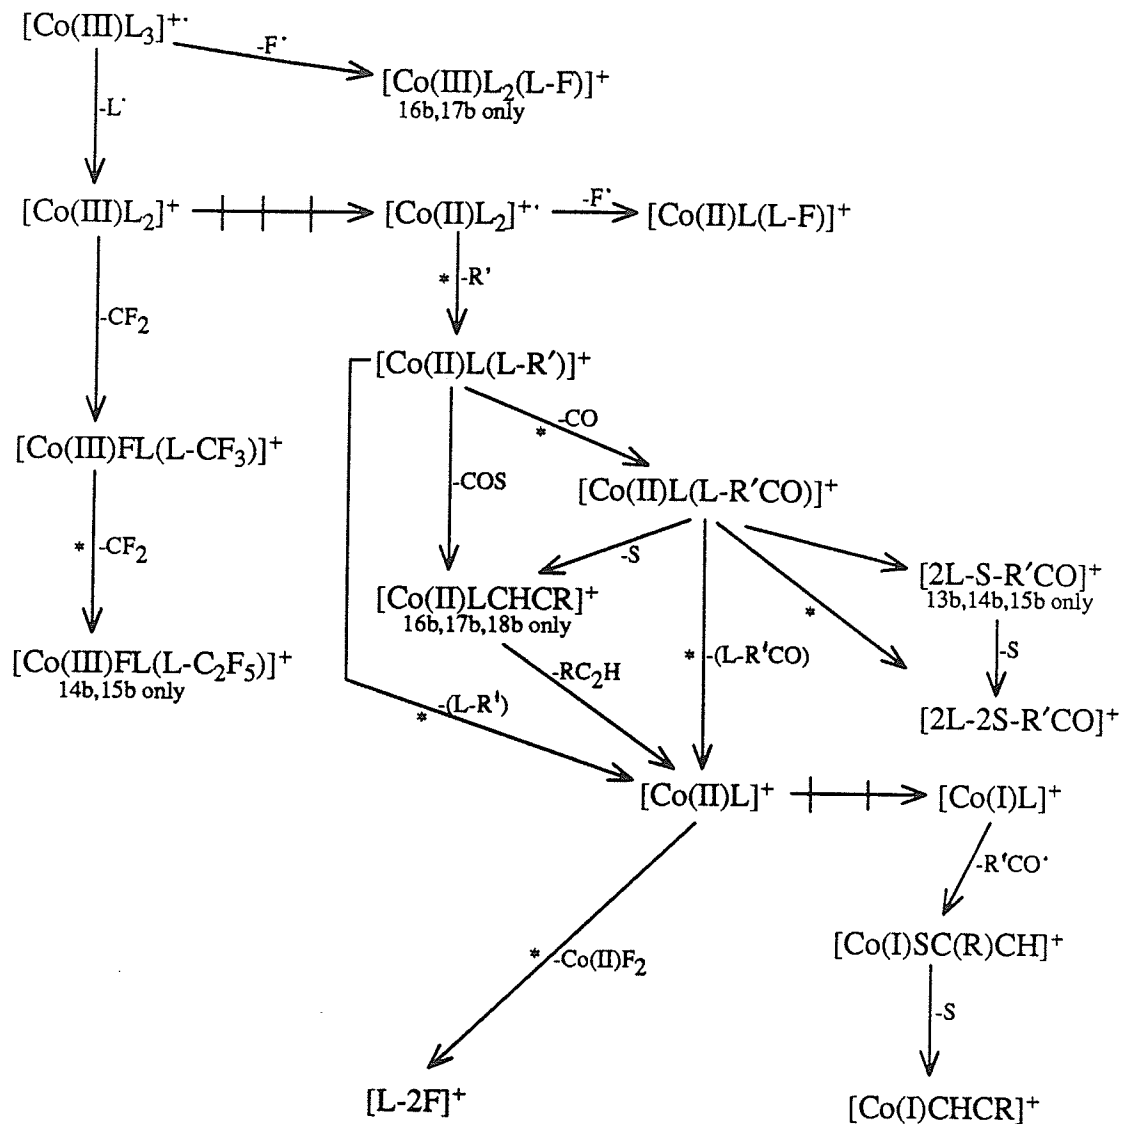 [Co(III)L3]+·
-F·
[Co(III)L2(L-F)]+
16b,17b only
-L·
[Co(III)L2]+
[Co(II)L2]+·
-F·
[Co(II)L(L-F)]+
* -R'
-CF2
[Co(II)L(L-R')]+
* -CO
[Co(III)FL(L-CF3)]+
-COS
[Co(II)L(L-R'CO)]+
* -CF2
-S
[Co(II)LCHCR]+
16b,17b,18b only
[2L-S-R'CO]+
13b,14b,15b only
*
[Co(III)FL(L-C2F5)]+
14b,15b only
-RC2H
* -(L-R'CO)
-S
* -(L-R')
[2L-2S-R'CO]+
[Co(II)L]+
[Co(I)L]+
-R'CO·
* -Co(II)F2
[Co(I)SC(R)CH]+
-S
[L-2F]+
[Co(I)CHCR]+